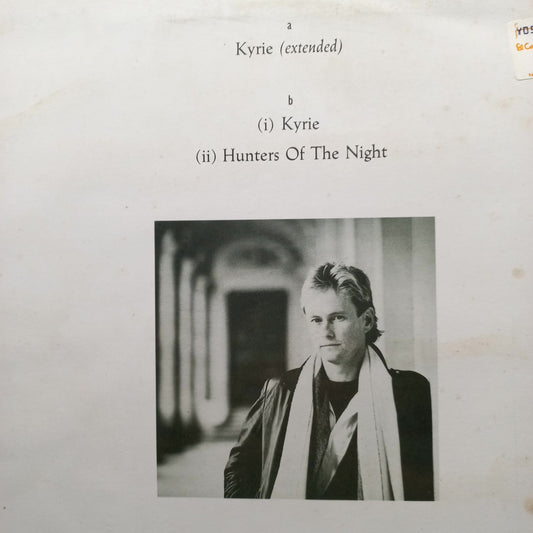 a
Kyrie (extended)
b
(i) Kyrie
(ii) Hunters Of The Night